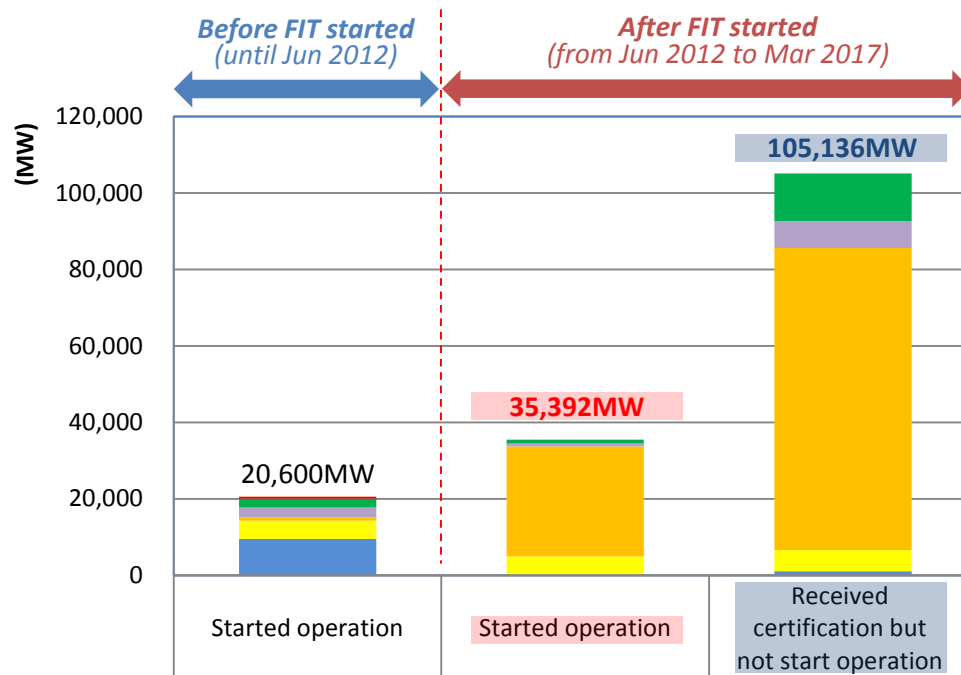 Before FIT started
(until Jun 2012)
After FIT started
(from Jun 2012 to Mar 2017)
(MW)
120,000
100,000
80,000
60,000
40,000
20,000
0
20,600MW
35,392MW
105,136MW
Started operation
Started operation
Received
certification but
not start operation